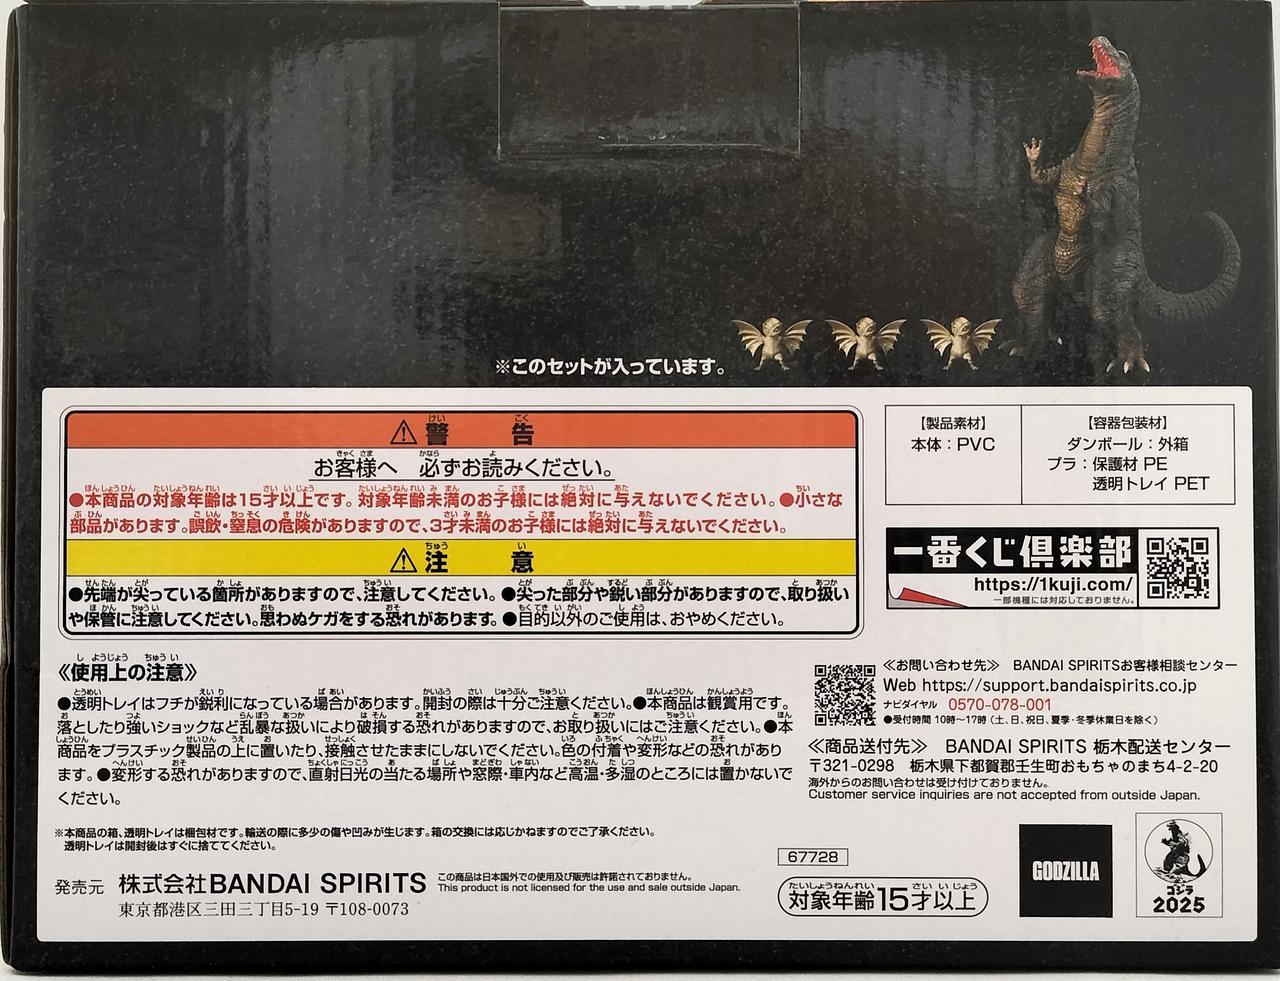 ※このセットが入っています。
警告
お客様へ 必ずお読みください。
●本商品の対象年齢は15才以上です。対象年齢未満のお子様には絶対に与えないでください。●小さな
部品があります。誤飲・窒息の危険がありますので、3才未満のお子様には絶対に与えないでください。
注意
●先端が尖っている箇所がありますので、注意してください。●尖った部分や鋭い部分がありますので、取り扱い
や保管に注意してください。思わぬケガをする恐れがあります。●目的以外のご使用は、おやめください。
《使用上の注意》
●透明トレイはフチが鋭利になっている場合があります。開封の際は十分ご注意ください。●本商品は観賞用です。
落としたり強いショックなど乱暴な扱いにより破損する恐れがありますので、お取り扱いにはご注意ください。●本
商品をプラスチック製品の上に置いたり、接触させたままにしないでください。色の付着や変形などの恐れがあり
ます。●変形する恐れがありますので、直射日光の当たる場所や窓際・車内など高温・多湿のところには置かないで
ください。
※本商品の箱、透明トレイは梱包材です。輸送の際に多少の傷や凹みが生じます。箱の交換には応じかねますのでご了承ください。
透明トレイは開封後はすぐに捨ててください。
発売元 株式会社BANDAI SPIRITS
東京都港区三田三丁目5-19 〒108-0073
この商品は日本国外での使用及び販売は許諾されておりません。
This product is not licensed for the use and sale outside Japan.
【製品素材】
本体：PVC
【容器包装材】
ダンボール：外箱
プラ：保護材 PE
透明トレイ PET
一番くじ倶楽部
https://1kuji.com/
一部機種には対応しておりません。
≪お問い合わせ先≫ BANDAI SPIRITSお客様相談センター
Web https://support.bandaispirits.co.jp
ナビダイヤル 0570-078-001
●受付時間 10時〜17時（土、日、祝日、夏季・冬季休業日を除く）
≪商品送付先≫ BANDAI SPIRITS 栃木配送センター
〒321-0298 栃木県下都賀郡壬生町おもちゃのまち4-2-20
海外からのお問い合わせは受け付けておりません。
Customer service inquiries are not accepted from outside Japan.
67728
対象年齢15才以上
GODZILLA
ゴジラ
2025